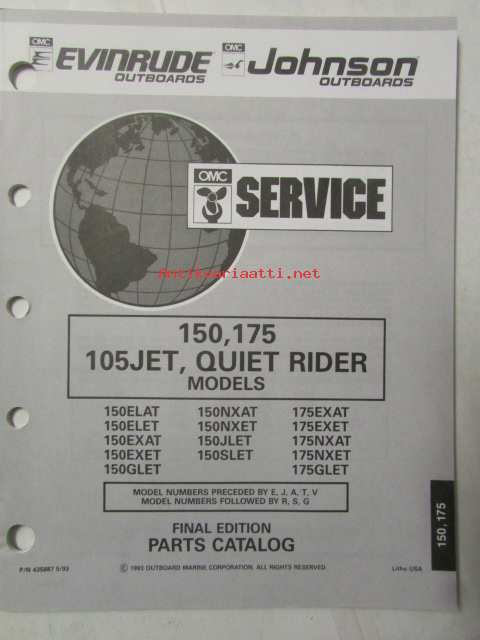 OMC EVINRUDE OUTBOARDS
OMC Johnson OUTBOARDS
OMC SERVICE
Antikvariaatti.net
150,175
105JET, QUIET RIDER
MODELS
150ELAT 150NXAT 175EXAT
150ELET 150NXET 175EXET
150EXAT 150JLET 175NXAT
150EXET 150SLET 175NXET
150GLET 175GLET
MODEL NUMBERS PRECEDED BY E, J, A, T, V
MODEL NUMBERS FOLLOWED BY R, S, G
150,175
FINAL EDITION
PARTS CATALOG
P/N 435867 5/93 © 1993 OUTBOARD MARINE CORPORATION. ALL RIGHTS RESERVED. Litho USA